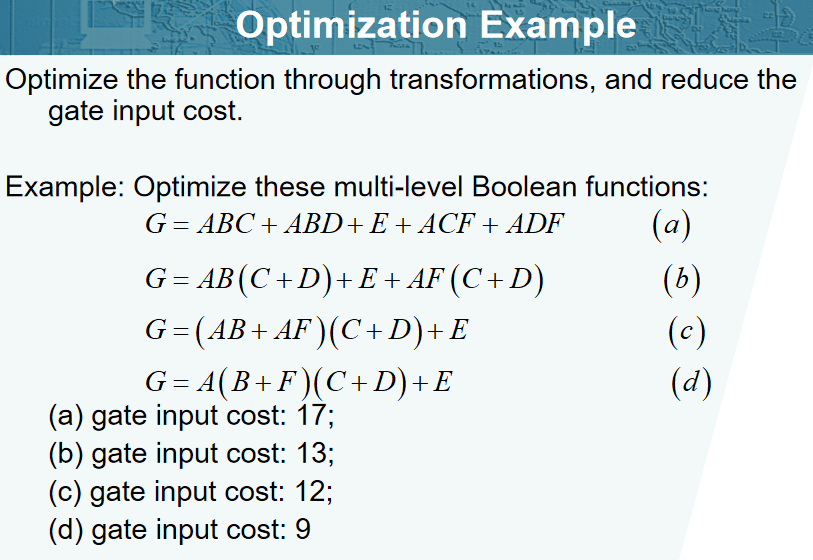 Optimization Example
Optimize the function through transformations, and reduce the
gate input cost.
Example: Optimize these multi-level Boolean functions:
G = ABC + ABD + E + ACF + ADF (a)
G = AB(C + D) + E + AF(C + D) (b)
G = (AB + AF)(C + D) + E (c)
G = A(B + F)(C + D) + E (d)
(a) gate input cost: 17;
(b) gate input cost: 13;
(c) gate input cost: 12;
(d) gate input cost: 9